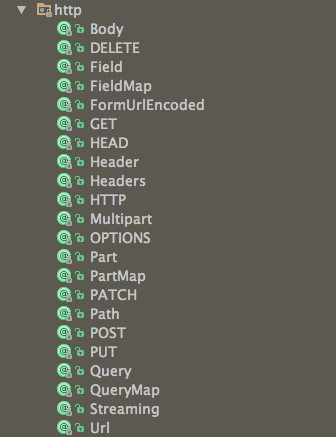 http
Body
DELETE
Field
FieldMap
FormUrlEncoded
GET
HEAD
Header
Headers
HTTP
Multipart
OPTIONS
Part
PartMap
PATCH
Path
POST
PUT
Query
QueryMap
Streaming
Url